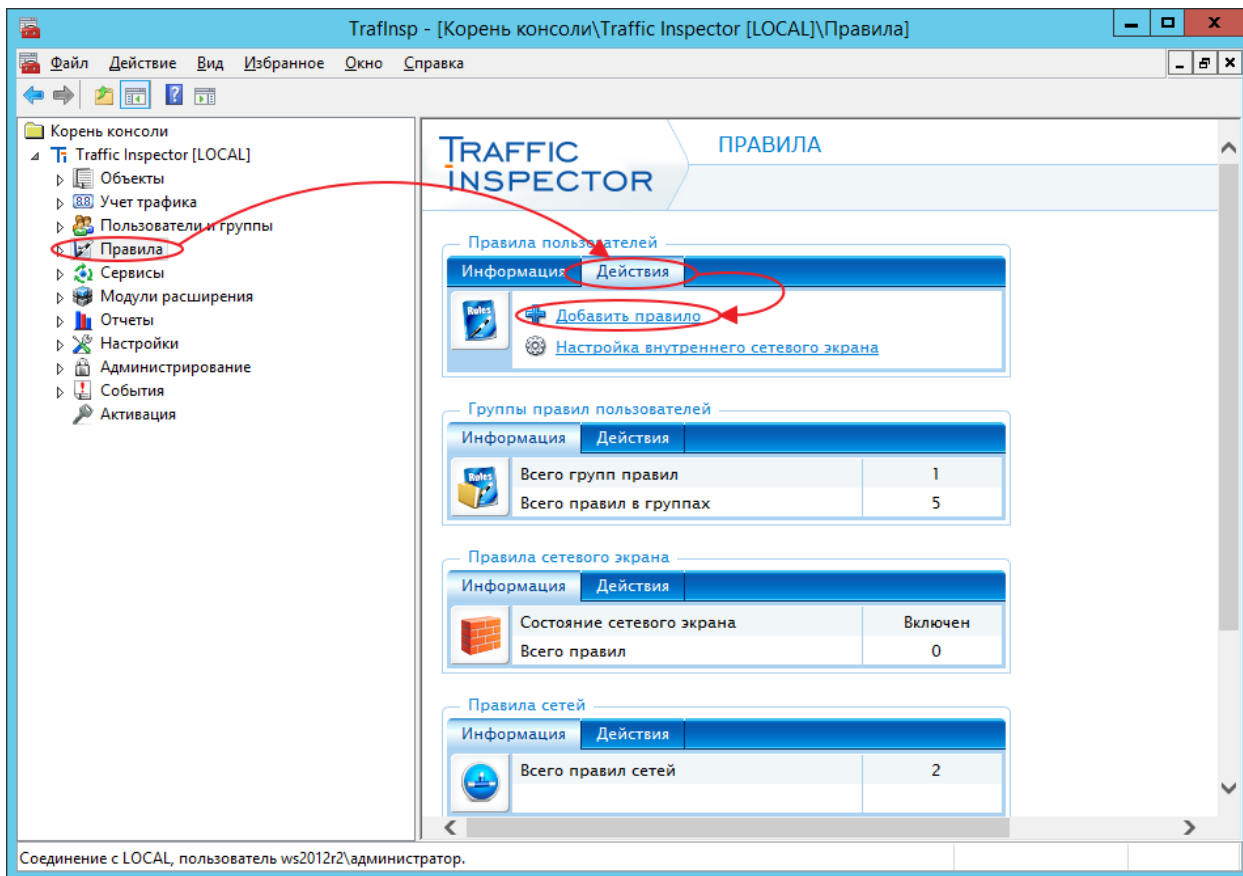 TrafInsp - [Корень консоли\Traffic Inspector [LOCAL]\Правила]
Файл Действие Вид Избранное Окно Справка
Корень консоли
Traffic Inspector [LOCAL]
Объекты
Учет трафика
Пользователи и группы
Правила
Сервисы
Модули расширения
Отчеты
Настройки
Администрирование
События
Активация
TRAFFIC
INSPECTOR
ПРАВИЛА
Правила пользователей
Информация Действия
Rules
Добавить правило
Настройка внутреннего сетевого экрана
Группы правил пользователей
Информация Действия
Rules
Всего групп правил 1
Всего правил в группах 5
Правила сетевого экрана
Информация Действия
Состояние сетевого экрана Включен
Всего правил 0
Правила сетей
Информация Действия
Всего правил сетей 2
Соединение с LOCAL, пользователь ws2012r2\администратор.